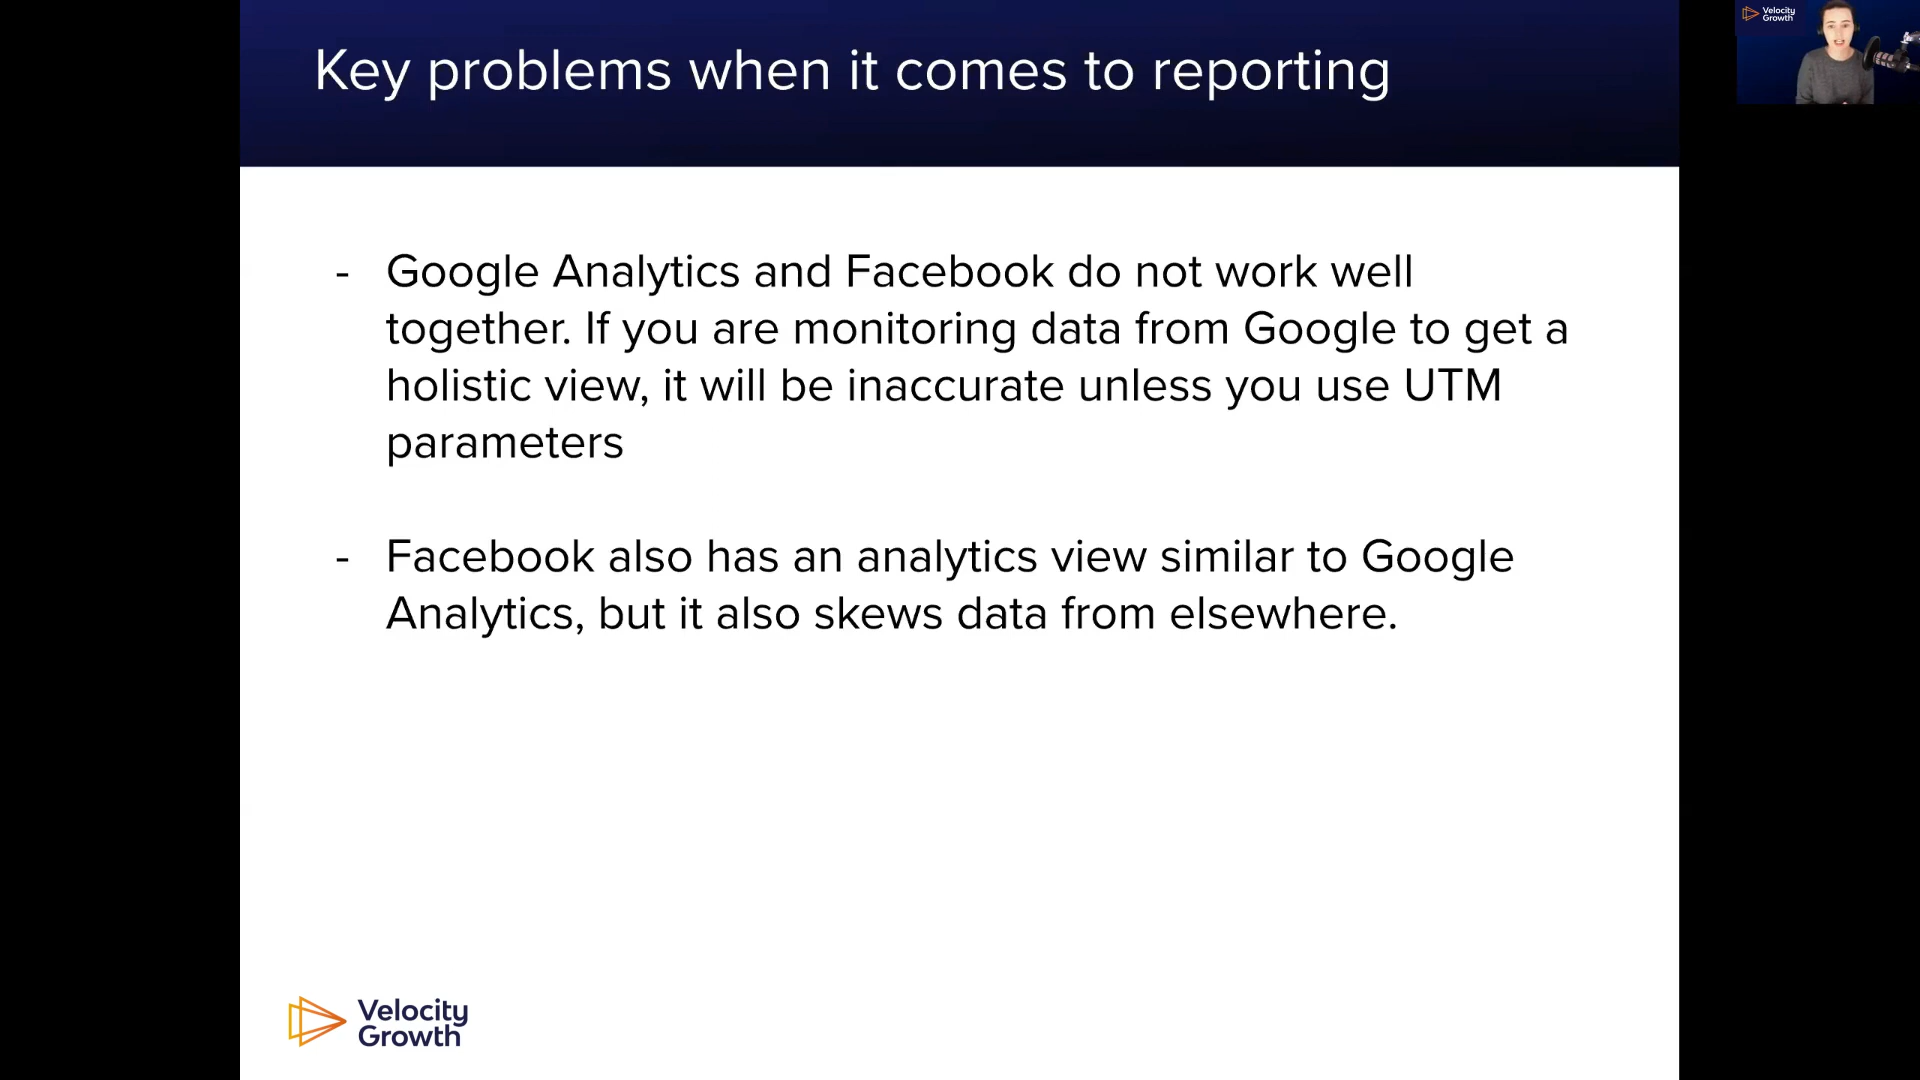 Key problems when it comes to reporting
Velocity
Growth
- Google Analytics and Facebook do not work well
together. If you are monitoring data from Google to get a
holistic view, it will be inaccurate unless you use UTM
parameters
- Facebook also has an analytics view similar to Google
Analytics, but it also skews data from elsewhere.
Velocity
Growth